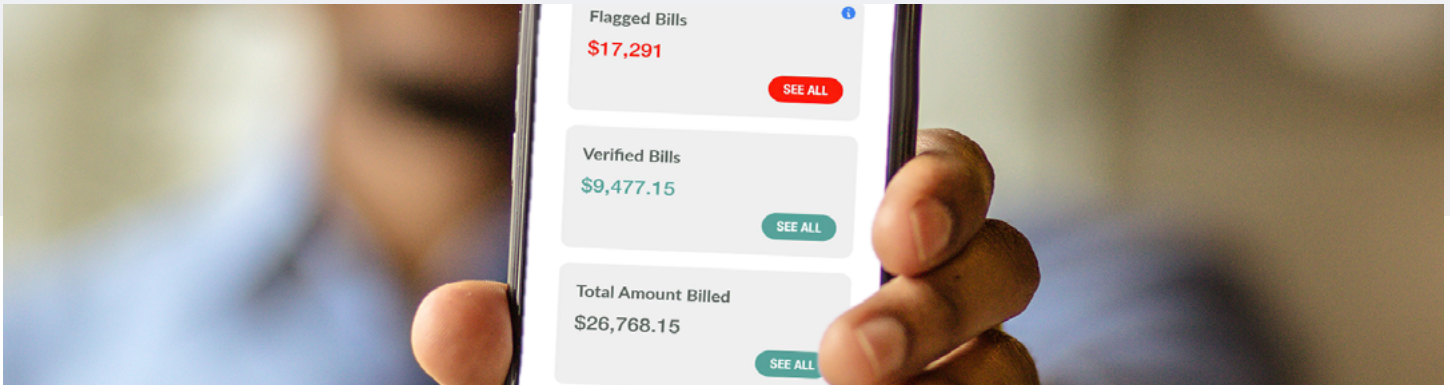 Flagged Bills
$17,291
SEE ALL
Verified Bills
$9,477.15
SEE ALL
Total Amount Billed
$26,768.15
SEE ALL